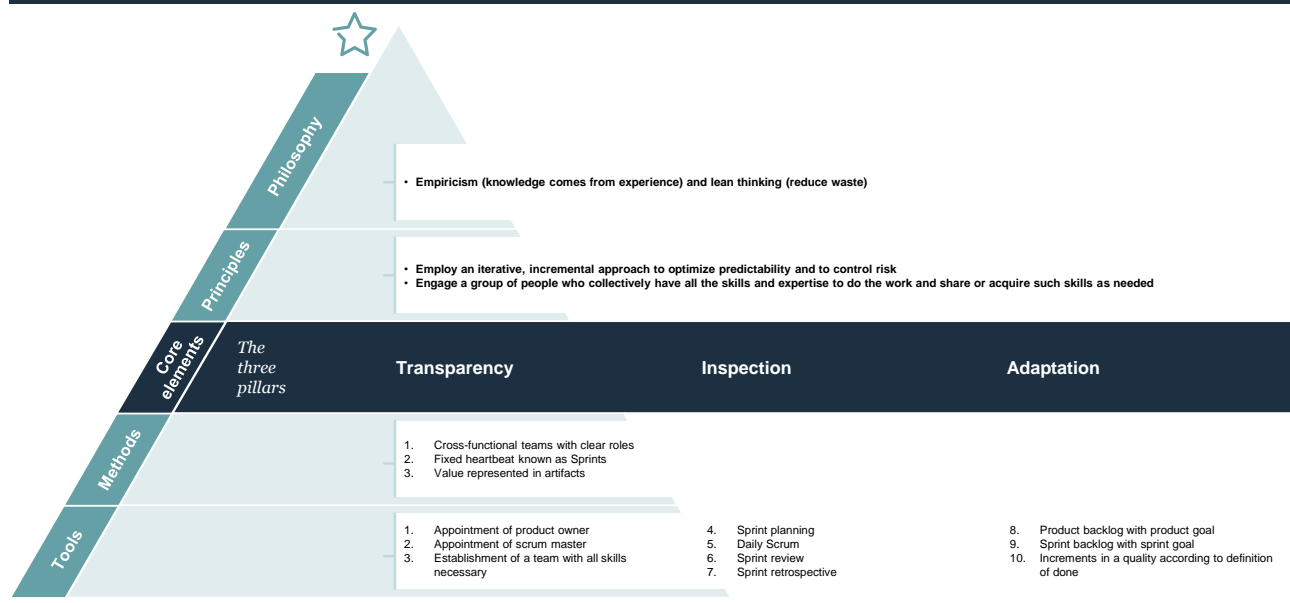 Philosophy
• Empiricism (knowledge comes from experience) and lean thinking (reduce waste)
Principles
• Employ an iterative, incremental approach to optimize predictability and to control risk
• Engage a group of people who collectively have all the skills and expertise to do the work and share or acquire such skills as needed
Core
elements
The
three
pillars
Transparency
Inspection
Adaptation
Methods
1. Cross-functional teams with clear roles
2. Fixed heartbeat known as Sprints
3. Value represented in artifacts
Tools
1. Appointment of product owner
2. Appointment of scrum master
3. Establishment of a team with all skills
necessary
4. Sprint planning
5. Daily Scrum
6. Sprint review
7. Sprint retrospective
8. Product backlog with product goal
9. Sprint backlog with sprint goal
10. Increments in a quality according to definition
of done